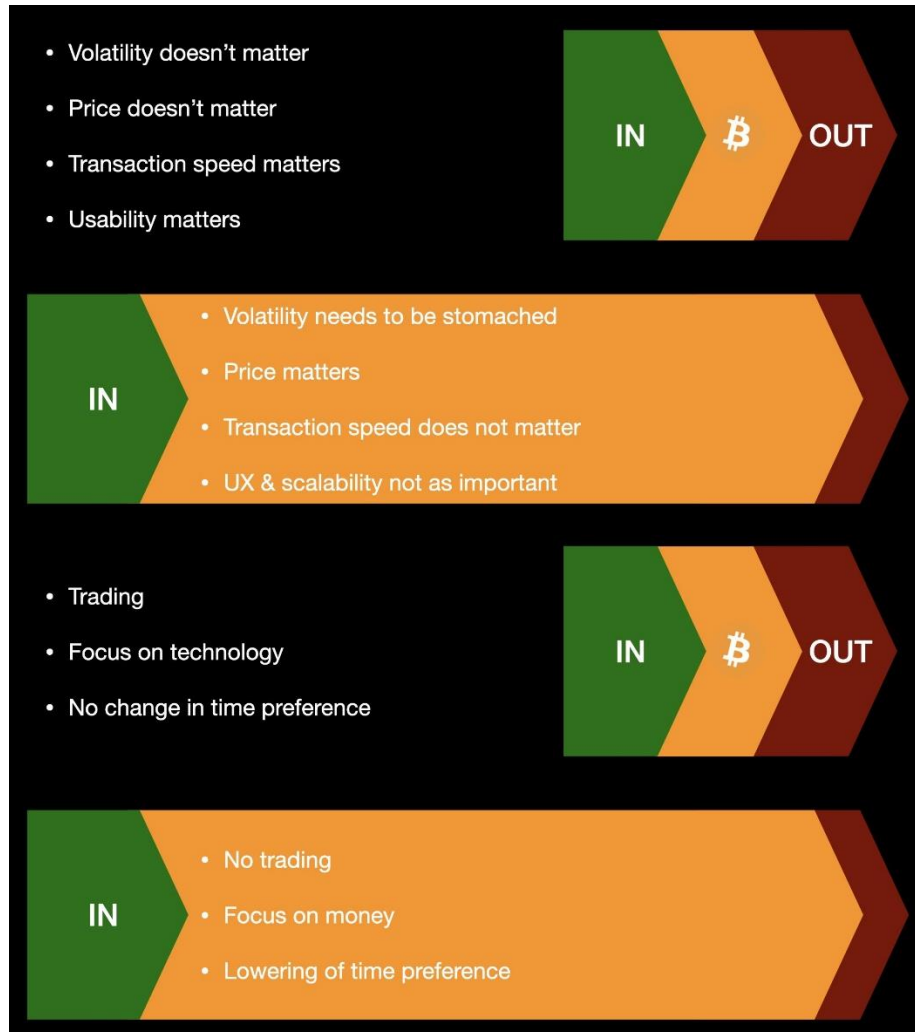 • Volatility doesn’t matter
• Price doesn’t matter
• Transaction speed matters
• Usability matters
IN ₿ OUT
• Volatility needs to be stomached
• Price matters
• Transaction speed does not matter
• UX & scalability not as important
IN
• Trading
• Focus on technology
• No change in time preference
IN ₿ OUT
• No trading
• Focus on money
• Lowering of time preference
IN